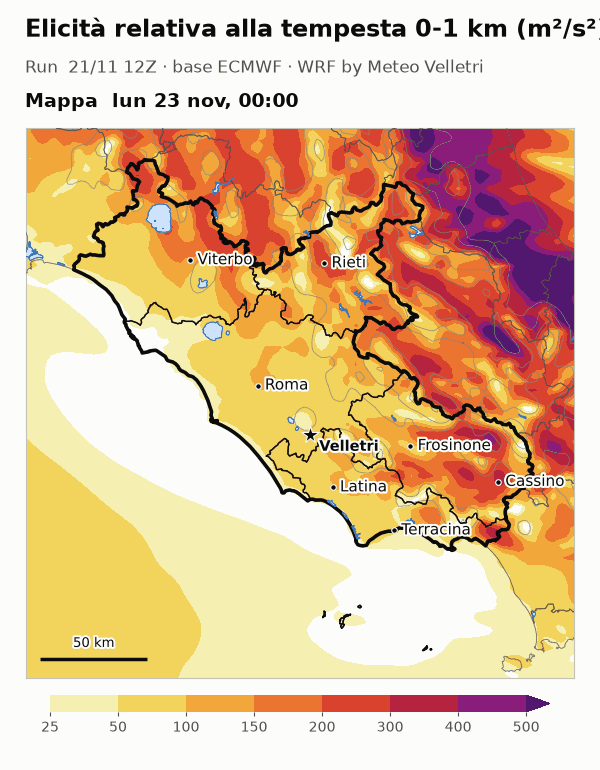 Elicità relativa alla tempesta 0-1 km (m²/s²)
Run 21/11 12Z · base ECMWF · WRF by Meteo Velletri
Mappa lun 23 nov, 00:00
Viterbo
Rieti
Roma
Velletri
Frosinone
Cassino
Latina
Terracina
50 km
25 50 100 150 200 300 400 500